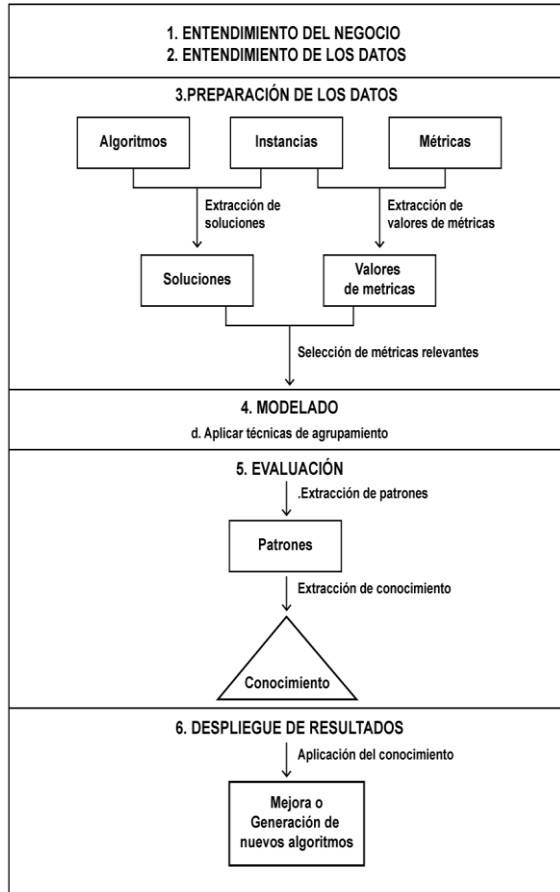 1. ENTENDIMIENTO DEL NEGOCIO
2. ENTENDIMIENTO DE LOS DATOS
3.PREPARACIÓN DE LOS DATOS
Algoritmos
Instancias
Métricas
Extracción de
soluciones
Extracción de
valores de métricas
Soluciones
Valores
de metricas
Selección de métricas relevantes
4. MODELADO
d. Aplicar técnicas de agrupamiento
5. EVALUACIÓN
.Extracción de patrones
Patrones
Extracción de conocimiento
Conocimiento
6. DESPLIEGUE DE RESULTADOS
Aplicación del conocimiento
Mejora o
Generación de
nuevos algoritmos